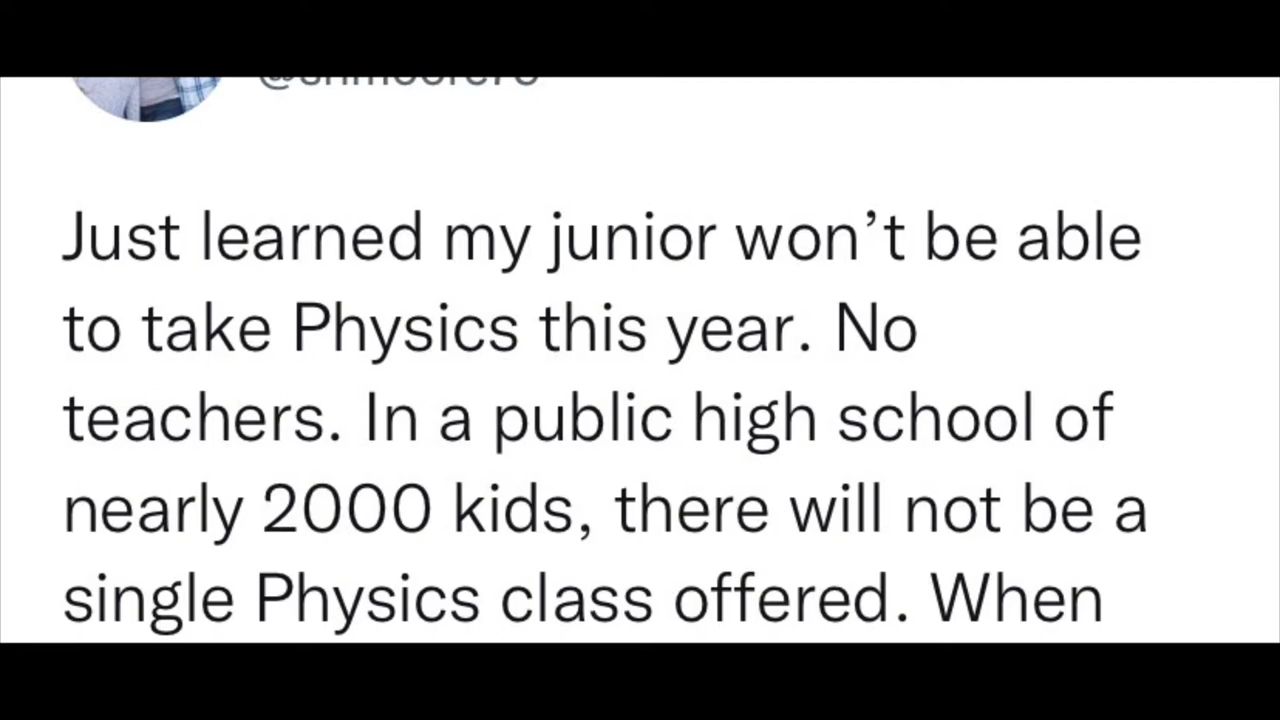 Just learned my junior won’t be able
to take Physics this year. No
teachers. In a public high school of
nearly 2000 kids, there will not be a
single Physics class offered. When